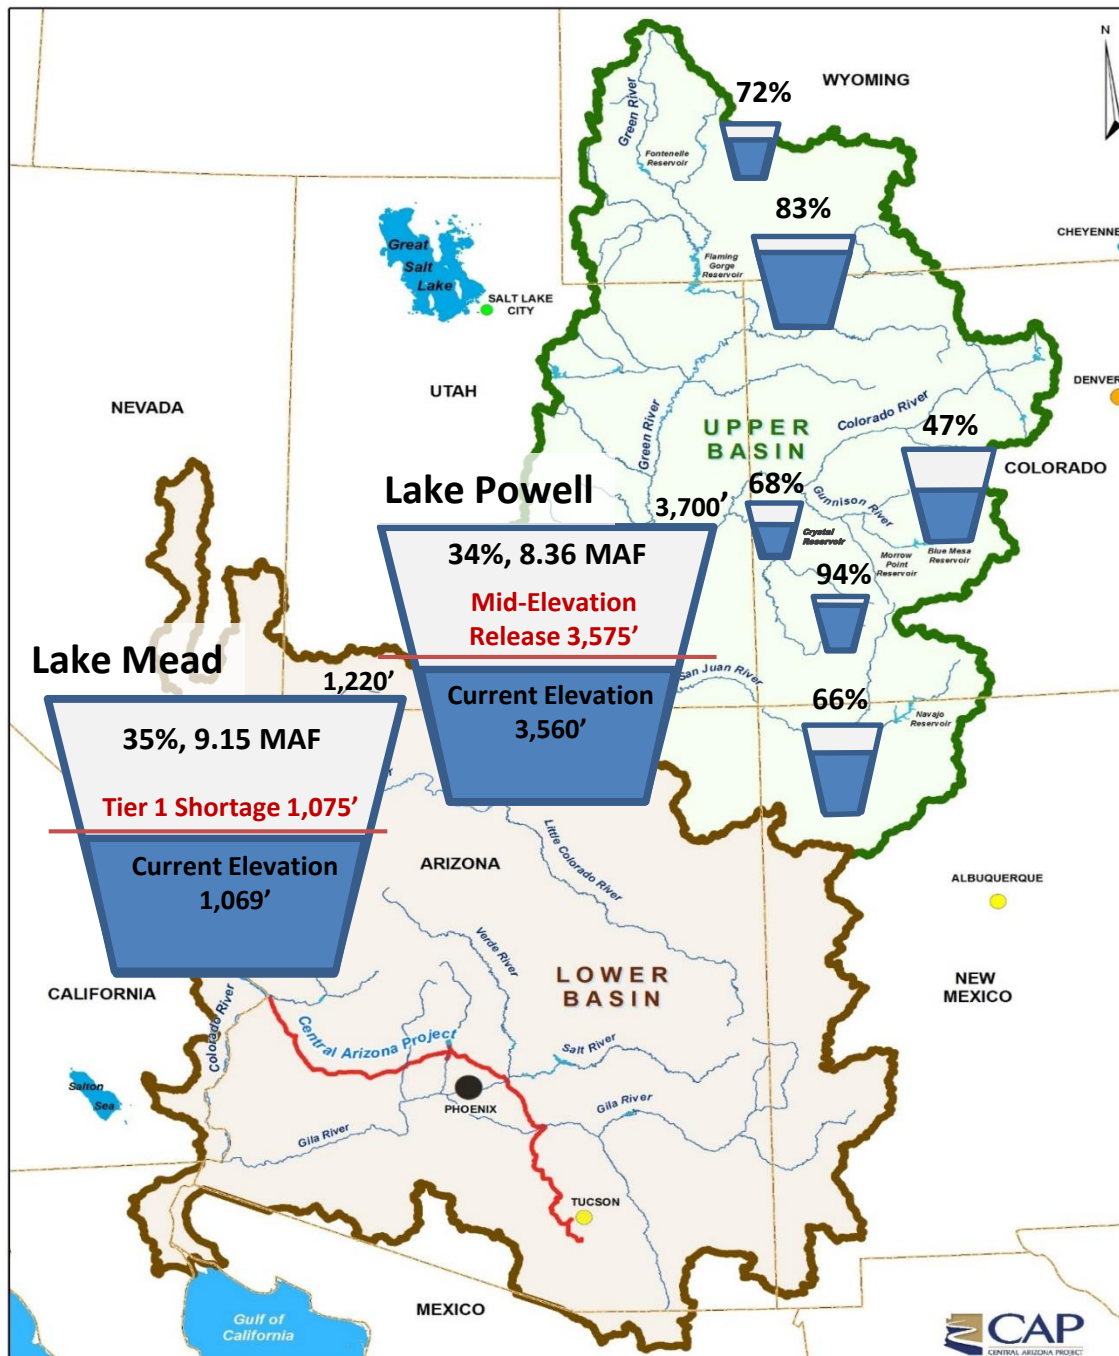 N
72%
WYOMING
Green River
Fontenelle
Reservoir
83%
CHEYENNE
Great
Salt
Lake
Flaming
Gorge
Reservoir
SALT LAKE
CITY
UTAH
DENVER
NEVADA
Colorado River
UPPER
BASIN
47%
Green River
COLORADO
Lake Powell
68%
3,700’
Gunnison River
Crystal
Reservoir
Morrow
Point
Reservoir
Blue Mesa
Reservoir
34%, 8.36 MAF
Mid-Elevation
Release 3,575’
94%
Lake Mead
San Juan River
1,220’
Current Elevation
3,560’
66%
Navajo
Reservoir
35%, 9.15 MAF
Tier 1 Shortage 1,075’
Little Colorado River
Current Elevation
1,069’
ARIZONA
ALBUQUERQUE
Verde River
LOWER
BASIN
NEW
MEXICO
CALIFORNIA
Colorado River
Central Arizona Project
Salt River
Salton
Sea
PHOENIX
Gila River
Gila River
TUCSON
MEXICO
Gulf of
California
CAP
CENTRAL ARIZONA PROJECT